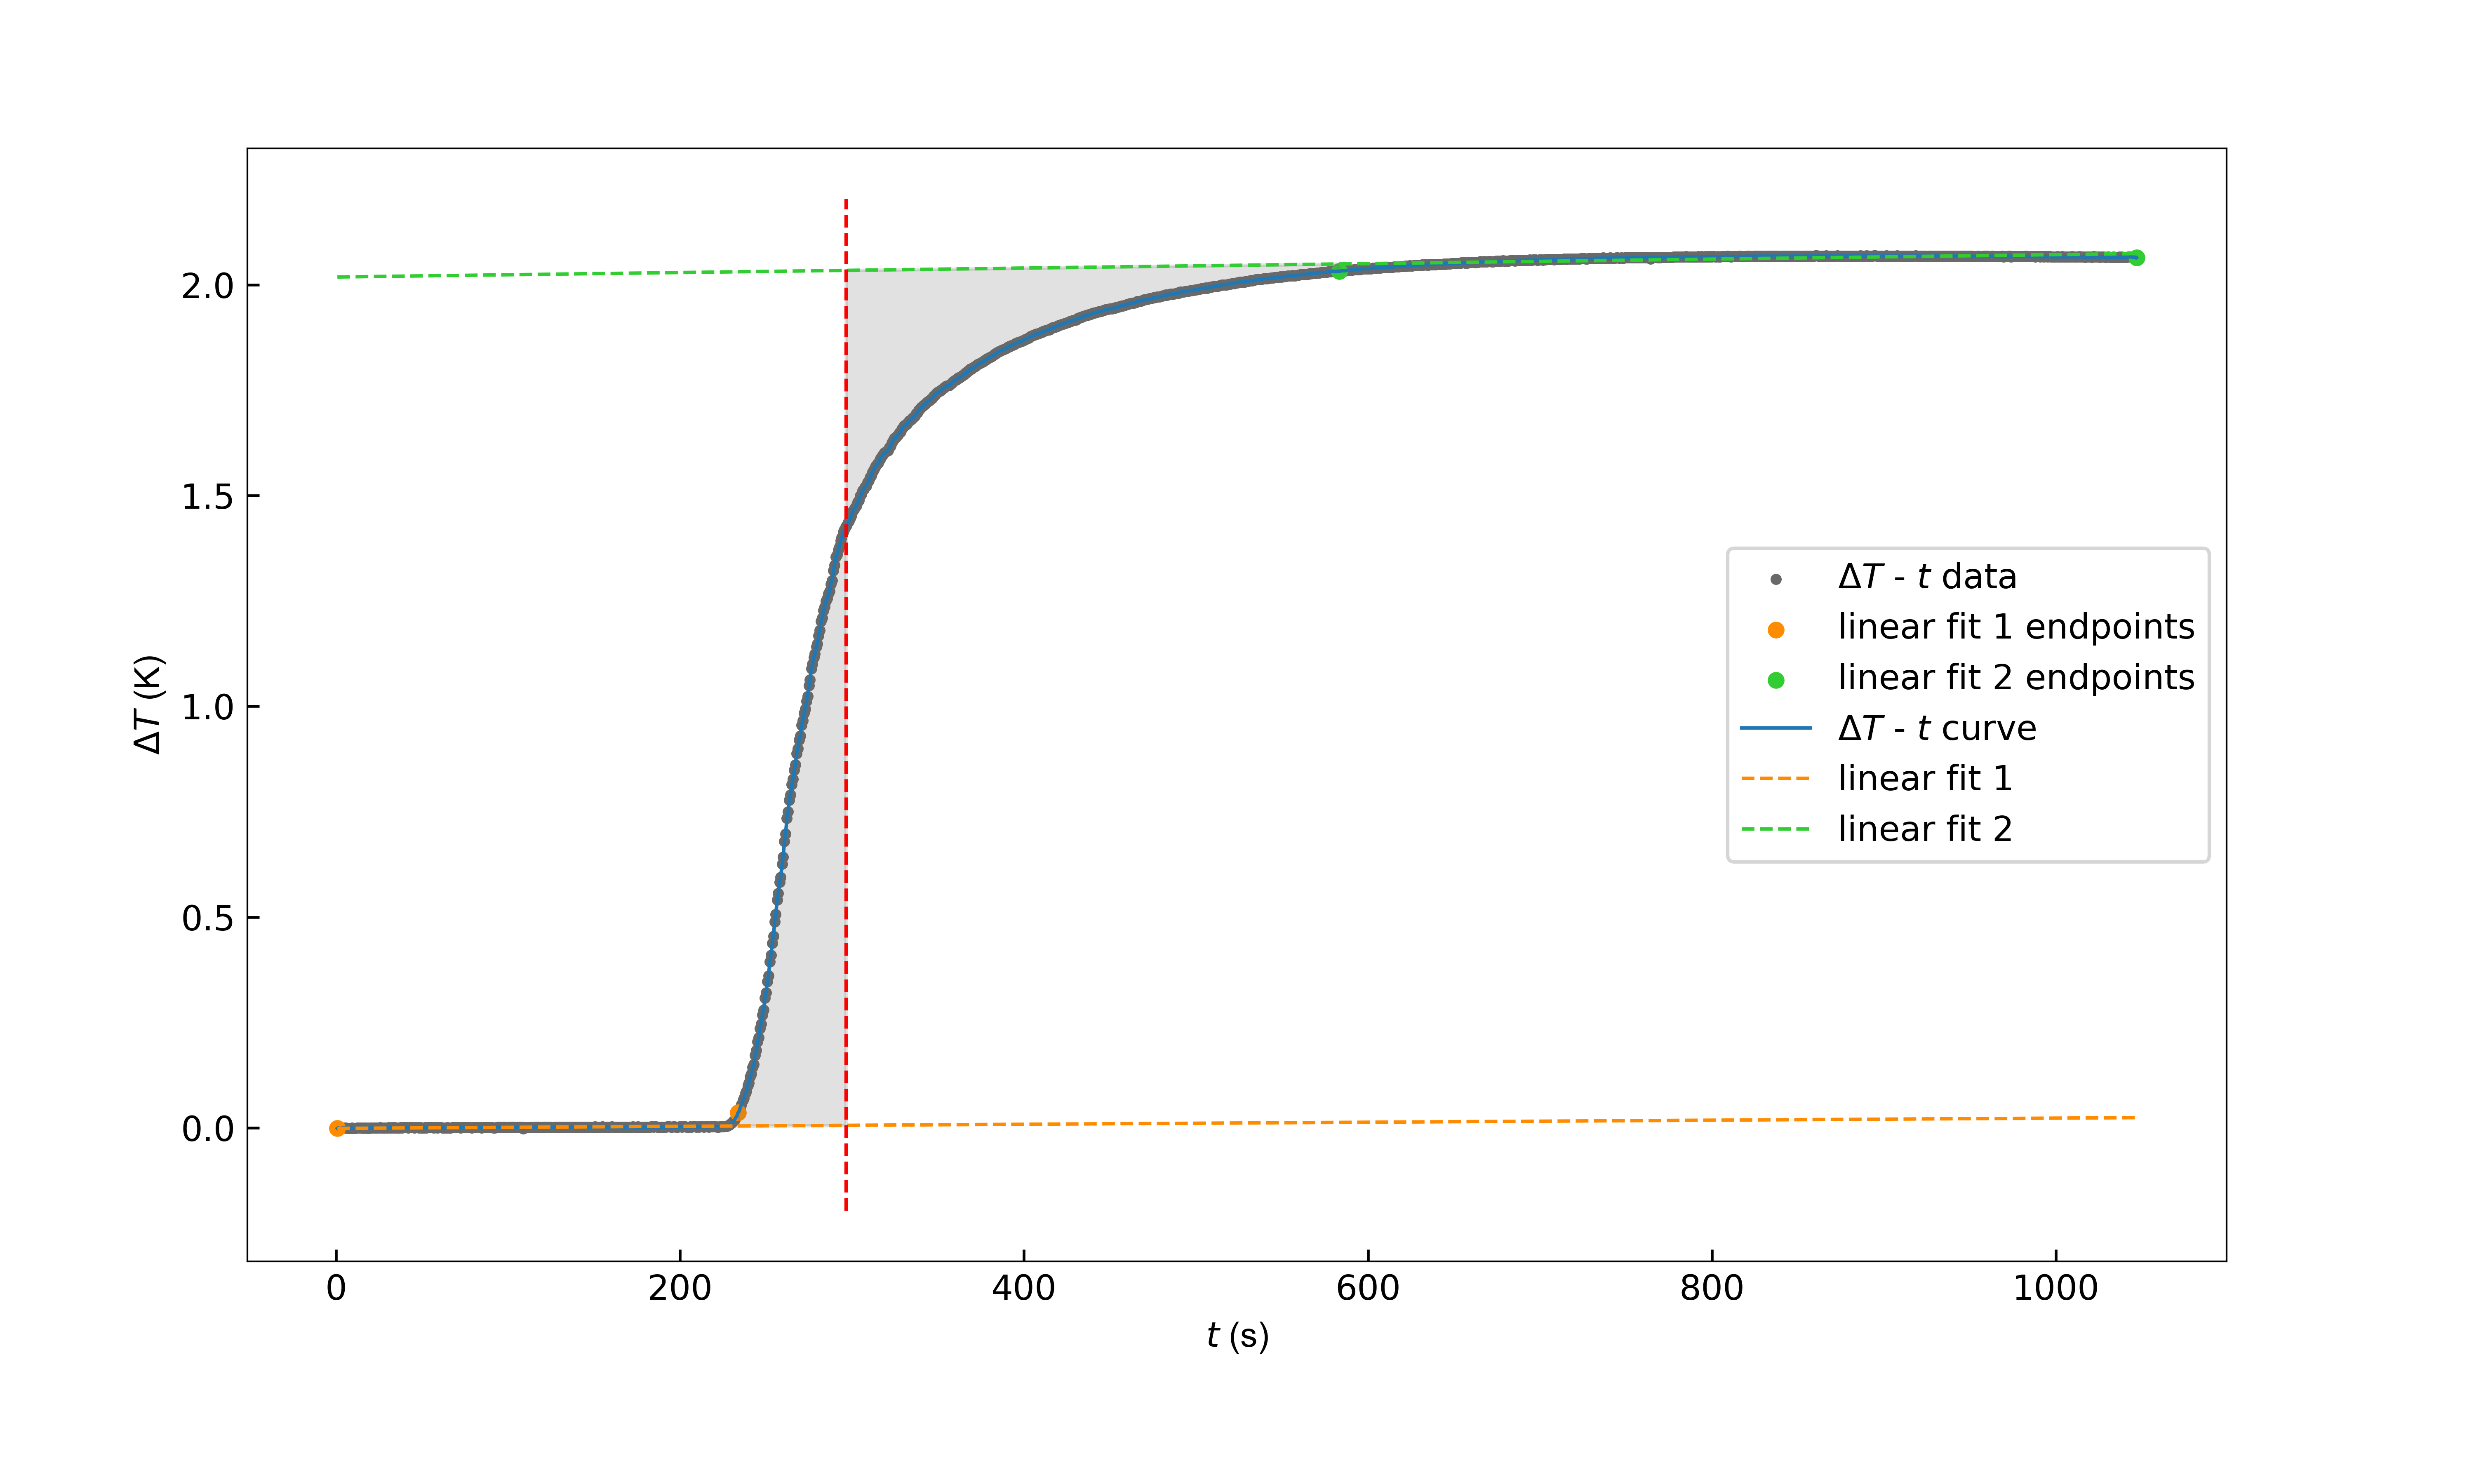 2.0
1.5
1.0
0.5
0.0
ΔT (K)
0 200 400 600 800 1000
t (s)
ΔT - t data
linear fit 1 endpoints
linear fit 2 endpoints
ΔT - t curve
linear fit 1
linear fit 2